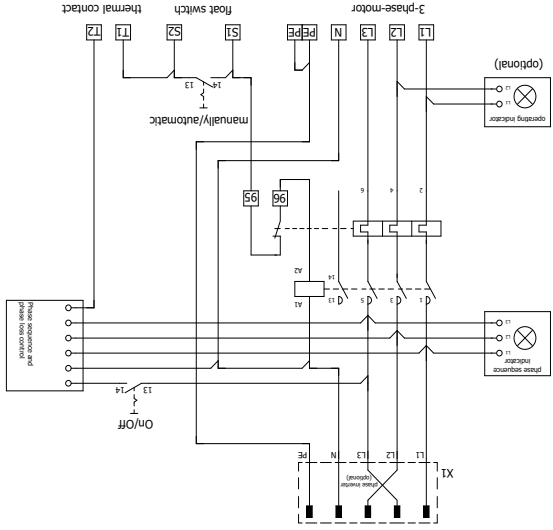 X1
phase inverter
(optional)
L1 L2 L3 N PE
On/Off
13 14
phase sequence
indicator
L1
L2
L3
Phase sequence and
phase loss control
1 3 5 13 A1
14 A2
2 4 6
96 95
operating indicator
L1
L2
(optional)
manually/automatic
14 13
L1 L2 L3 N PE PE S1 S2 T1 T2
3-phase-motor float switch thermal contact